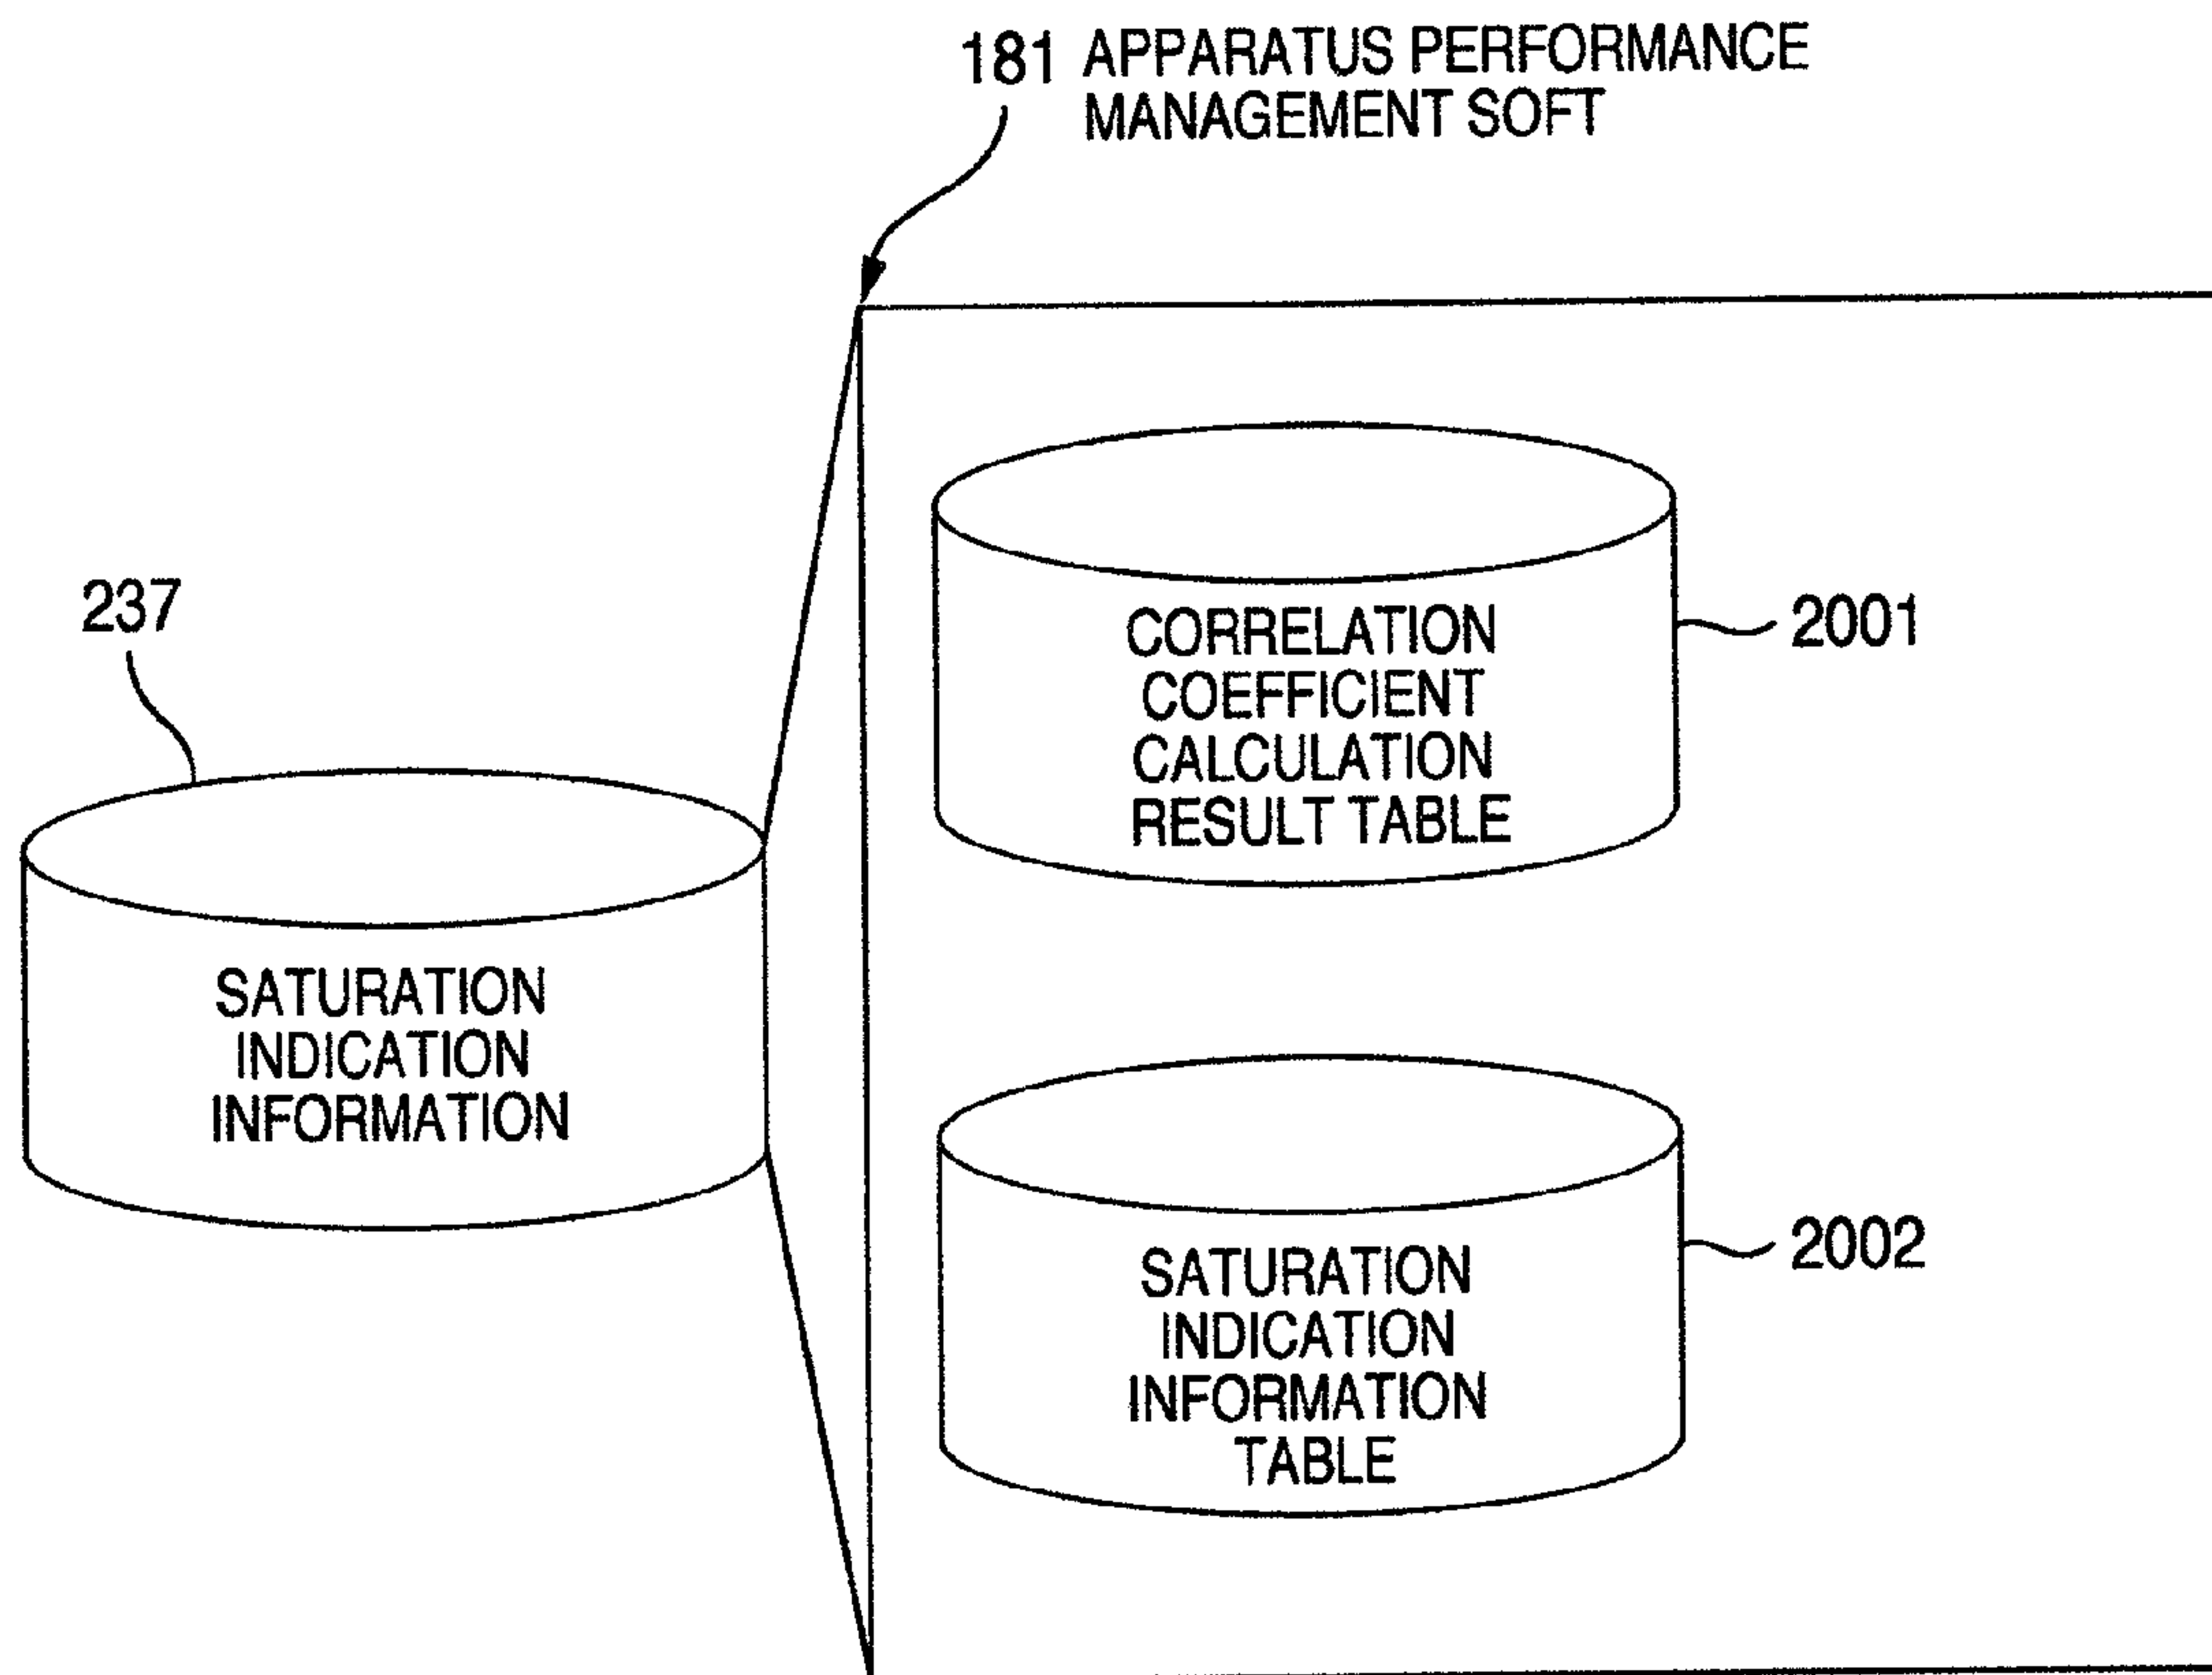 181 APPARATUS PERFORMANCE
MANAGEMENT SOFT
237
CORRELATION
COEFFICIENT
CALCULATION
RESULT TABLE
2001
SATURATION
INDICATION
INFORMATION
SATURATION
INDICATION
INFORMATION
TABLE
2002